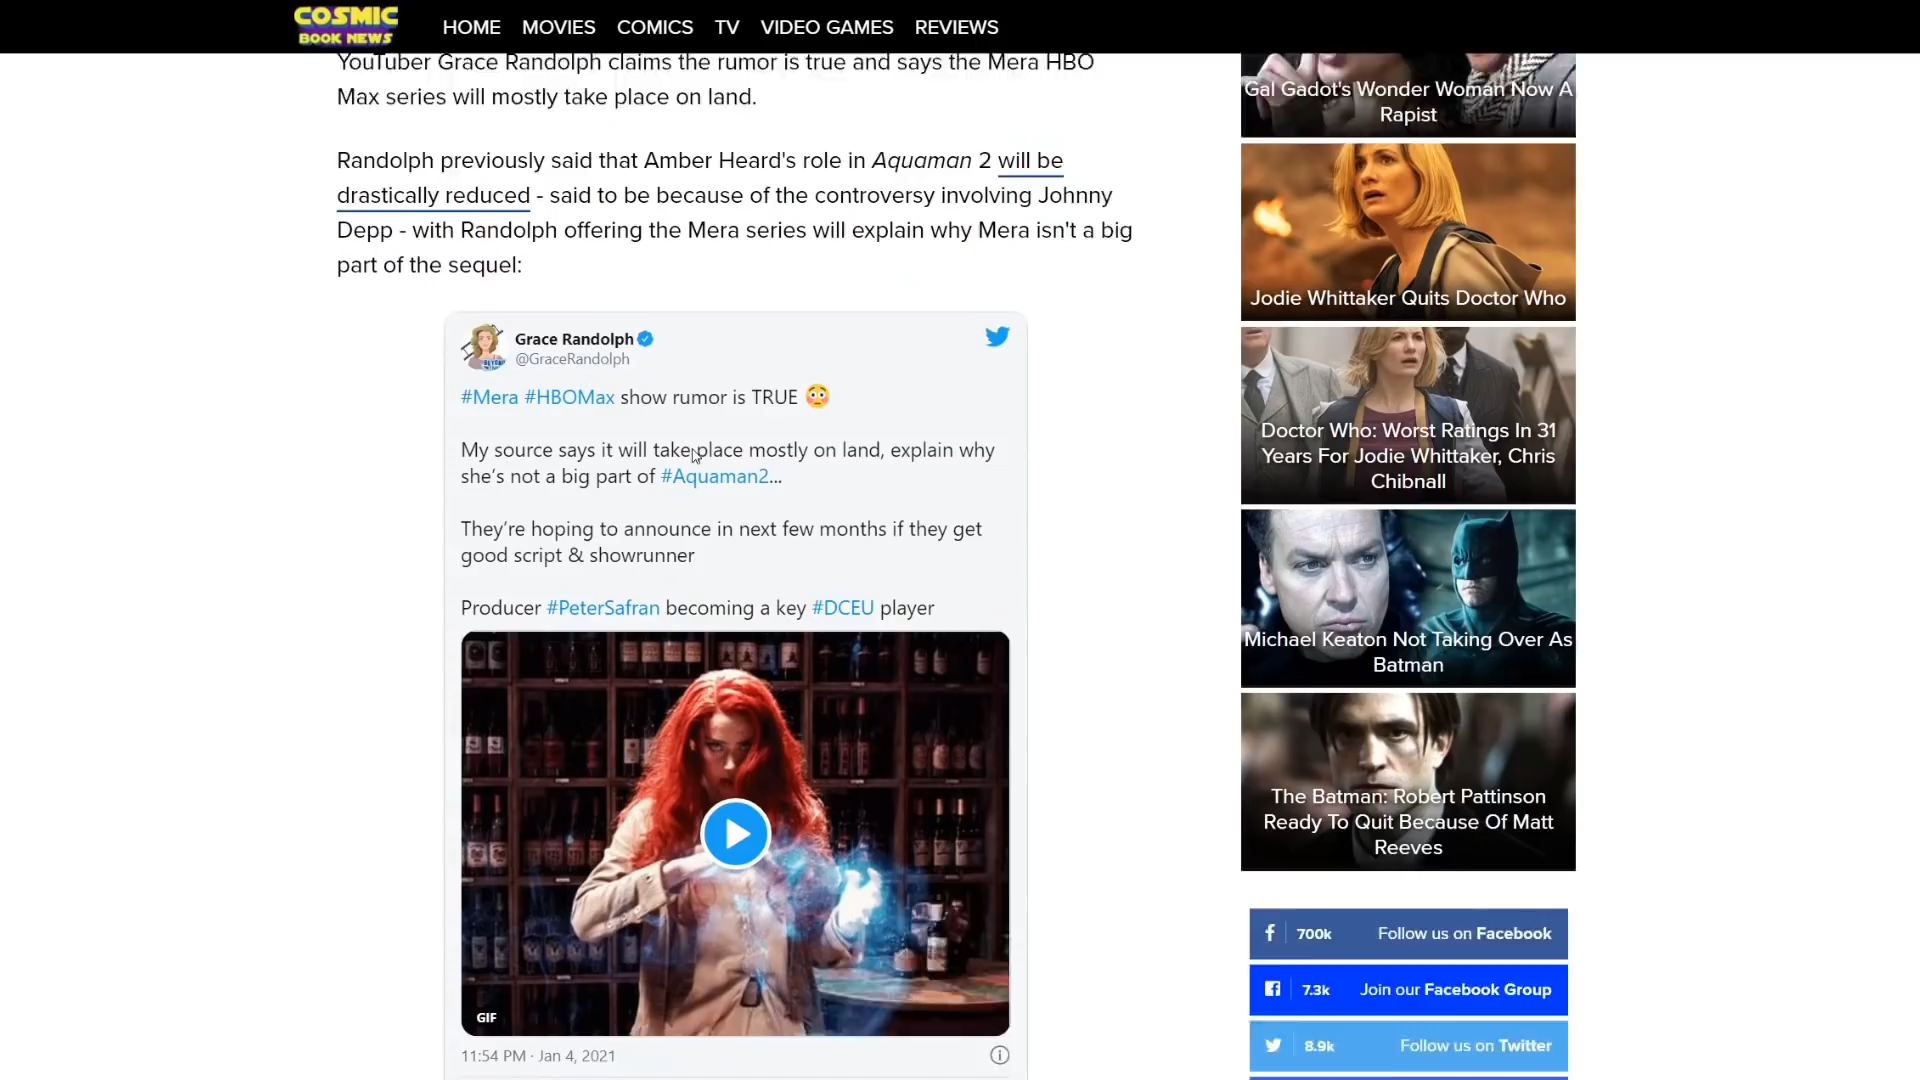 COSMIC
BOOK NEWS
HOME MOVIES COMICS TV VIDEO GAMES REVIEWS
YouTuber Grace Randolph claims the rumor is true and says the Mera HBO
Max series will mostly take place on land.
Randolph previously said that Amber Heard's role in Aquaman 2 will be
drastically reduced - said to be because of the controversy involving Johnny
Depp - with Randolph offering the Mera series will explain why Mera isn't a big
part of the sequel:
Grace Randolph
@GraceRandolph
#Mera #HBOMax show rumor is TRUE 😳
My source says it will take place mostly on land, explain why
she's not a big part of #Aquaman2...
They're hoping to announce in next few months if they get
good script & showrunner
Producer #PeterSafran becoming a key #DCEU player
GIF
11:54 PM · Jan 4, 2021
Gal Gadot's Wonder Woman Now A
Rapist
Jodie Whittaker Quits Doctor Who
Doctor Who: Worst Ratings In 31
Years For Jodie Whittaker, Chris
Chibnall
Michael Keaton Not Taking Over As
Batman
The Batman: Robert Pattinson
Ready To Quit Because Of Matt
Reeves
700k Follow us on Facebook
7.3k Join our Facebook Group
8.9k Follow us on Twitter